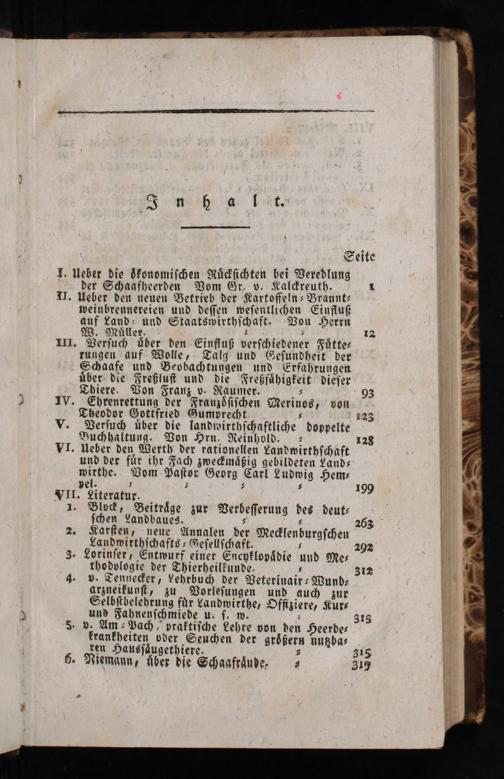 Inhalt.
Seite
I. Ueber die ökonomischen Rücksichten bei Veredlung
der Schaafheerden Vom Gr. v. Kalckreuth. 1
II. Ueber den neuen Betrieb der Kartoffeln-Brannt-
weinbrennereien und dessen wesentlichen Einfluß
auf Land- und Staatswirthschaft. Von Herrn
W. Müller. 12
III. Versuch über den Einfluß verschiedener Fütte-
rungen auf Wolle, Talg und Gesundheit der
Schaafe und Beobachtungen und Erfahrungen
über die Freßlust und die Freßfähigkeit dieser
Thiere. Von Franz v. Raumer. 93
IV. Ehrenrettung der Französischen Merinos, von
Theodor Gottfried Gumprecht 123
V. Versuch über die landwirthschaftliche doppelte
Buchhaltung. Von Hrn. Reinhold. 128
VI. Ueber den Werth der rationellen Landwirthschaft
und der für ihr Fach zweckmäßig gebildeten Land-
wirthe. Vom Pastor Georg Carl Ludwig Hem-
pel. 199
VII. Literatur.
1. Block, Beiträge zur Verbesserung des deut-
schen Landbaues. 263
2. Karsten, neue Annalen der Mecklenburgschen
Landwirthschafts-Gesellschaft. 292
3. Lorinser, Entwurf einer Encyklopädie und Me-
thodologie der Thierheilkunde. 312
4. v. Tennecker, Lehrbuch der Veterinair-Wund-
arzneikunst, zu Vorlesungen und auch zur
Selbstbelehrung für Landwirthe, Offiziere, Kur-
und Fahnenschmiede u. s. w. 313
5. v. Am-Pach, praktische Lehre von den Heerde-
krankheiten oder Seuchen der größern nutzba-
ren Haussäugethiere. 315
6. Niemann, über die Schaafräude. 319